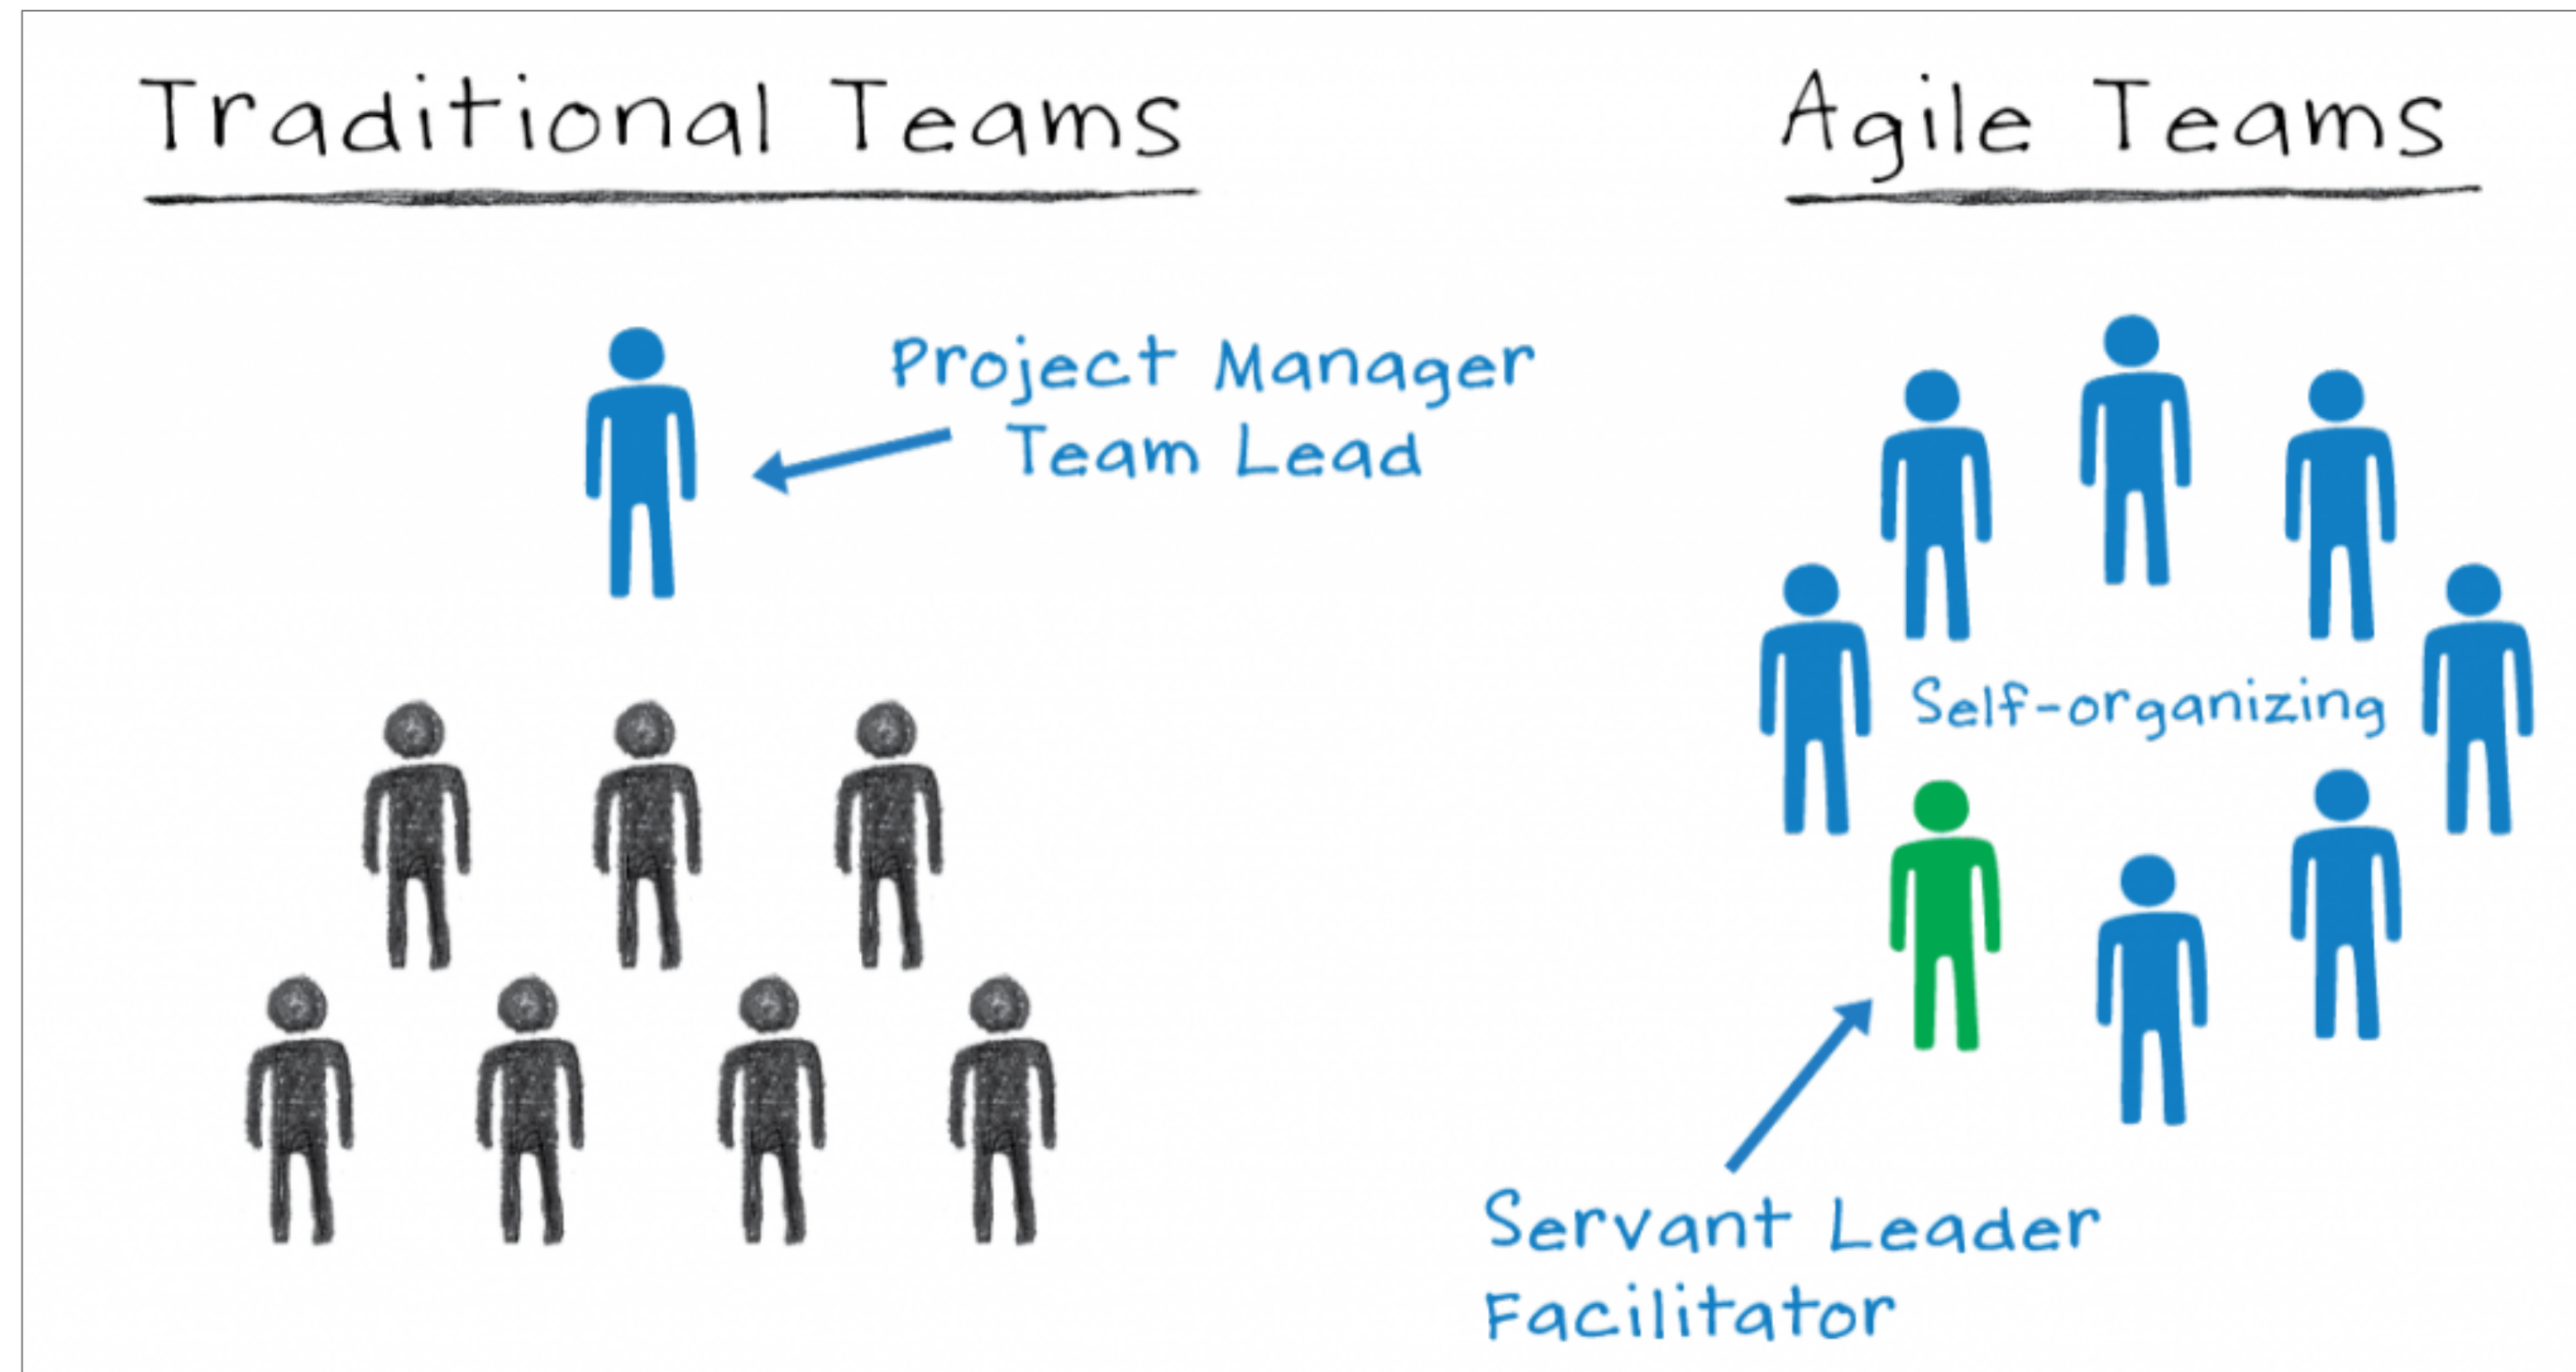 Traditional Teams
Project Manager
Team Lead
Agile Teams
Self-organizing
Servant Leader
Facilitator